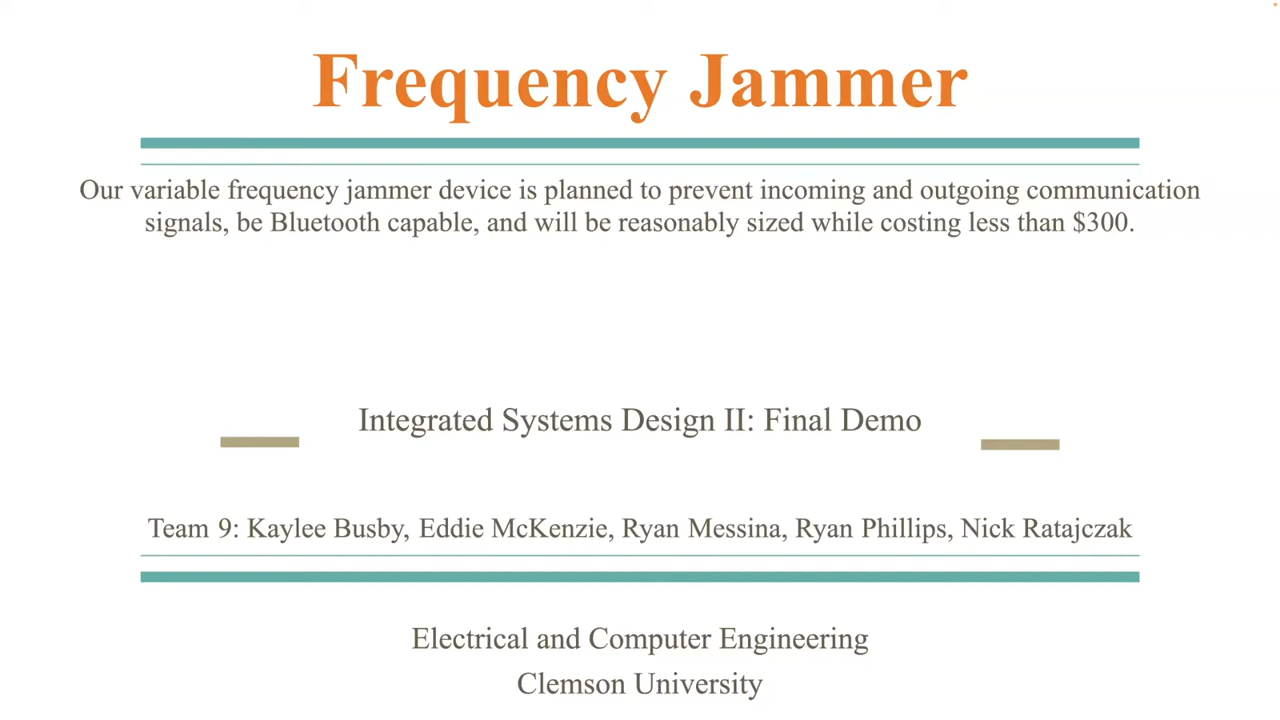 Frequency Jammer
Our variable frequency jammer device is planned to prevent incoming and outgoing communication
signals, be Bluetooth capable, and will be reasonably sized while costing less than $300.
Integrated Systems Design II: Final Demo
Team 9: Kaylee Busby, Eddie McKenzie, Ryan Messina, Ryan Phillips, Nick Ratajczak
Electrical and Computer Engineering
Clemson University